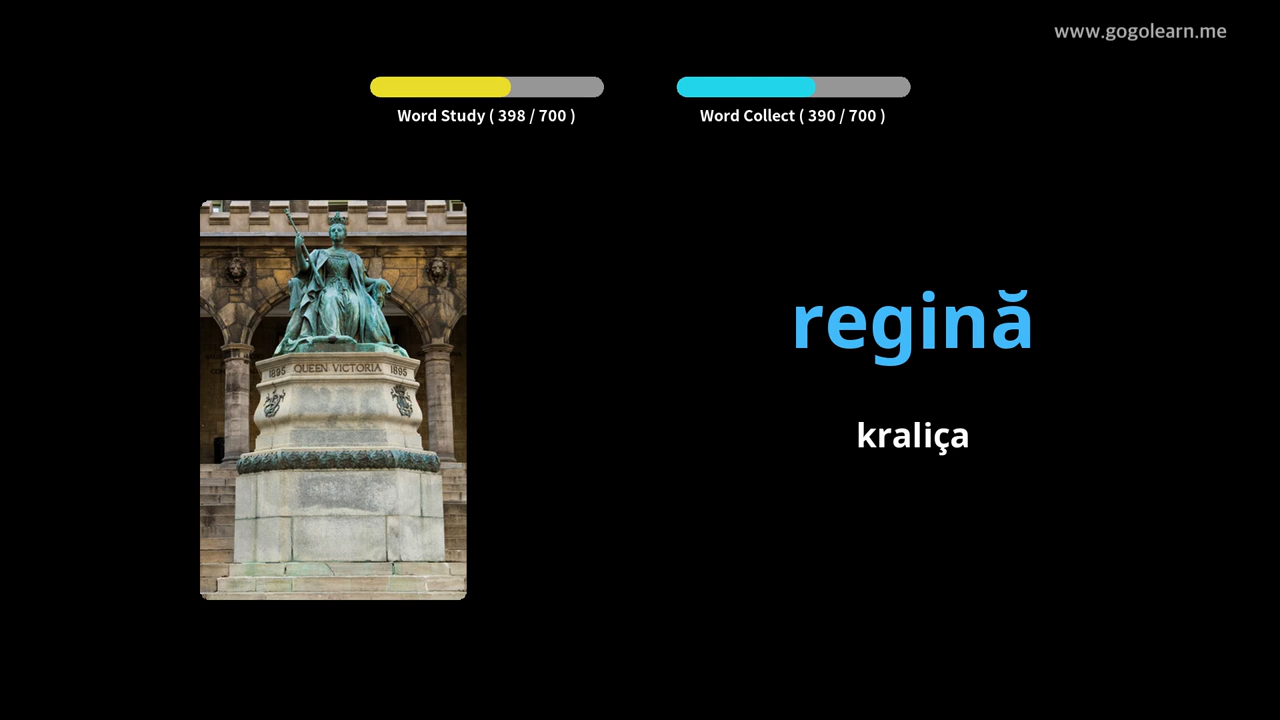 www.gogolearn.me
Word Study ( 398 / 700 )
Word Collect ( 390 / 700 )
1895 QUEEN VICTORIA 1895
regină
kraliça